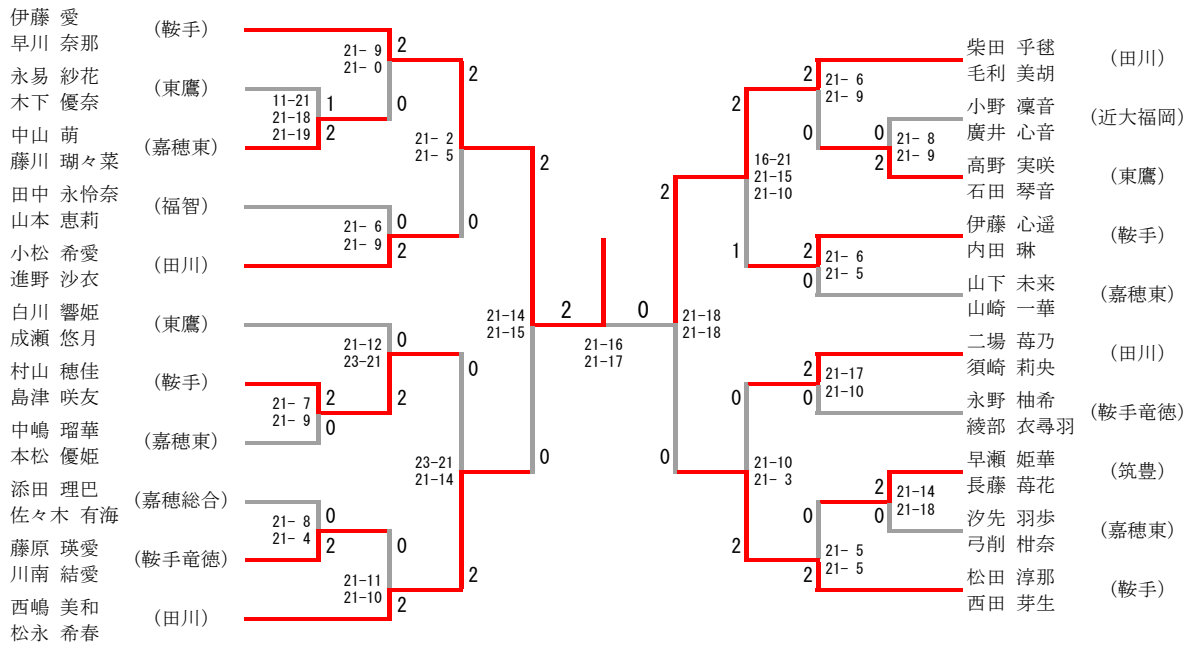 伊藤 愛
早川 奈那
(鞍手)
永易 紗花
木下 優奈
(東鷹)
中山 萌
藤川 瑚々菜
(嘉穂東)
田中 永怜奈
山本 恵莉
(福智)
小松 希愛
進野 沙衣
(田川)
白川 響姫
成瀬 悠月
(東鷹)
村山 穂佳
島津 咲友
(鞍手)
中嶋 瑠華
本松 優姫
(嘉穂東)
添田 理巴
佐々木 有海
(嘉穂総合)
藤原 瑛愛
川南 結愛
(鞍手竜徳)
西嶋 美和
松永 希春
(田川)
21- 9
21- 0
2
0
11-21
21-18
21-19
1
2
21- 2
21- 5
2
0
21- 6
21- 9
0
2
21-14
21-15
2
0
21-12
23-21
0
2
21- 7
21- 9
2
0
23-21
21-14
0
2
21- 8
21- 4
0
2
21-11
21-10
0
2
2
0
21-16
21-17
21-18
21-18
2
0
16-21
21-15
21-10
2
1
21- 6
21- 9
2
0
21- 8
21- 9
0
2
21- 6
21- 5
2
0
21-17
21-10
2
0
21-10
21- 3
0
2
21-14
21-18
2
0
21- 5
21- 5
0
2
柴田 乎毬
毛利 美胡
(田川)
小野 凜音
廣井 心音
(近大福岡)
高野 実咲
石田 琴音
(東鷹)
伊藤 心遥
内田 琳
(鞍手)
山下 未来
山崎 一華
(嘉穂東)
二場 苺乃
須崎 莉央
(田川)
永野 柚希
綾部 衣尋羽
(鞍手竜徳)
早瀬 姫華
長藤 苺花
(筑豊)
汐先 羽歩
弓削 柑奈
(嘉穂東)
松田 淳那
西田 芽生
(鞍手)